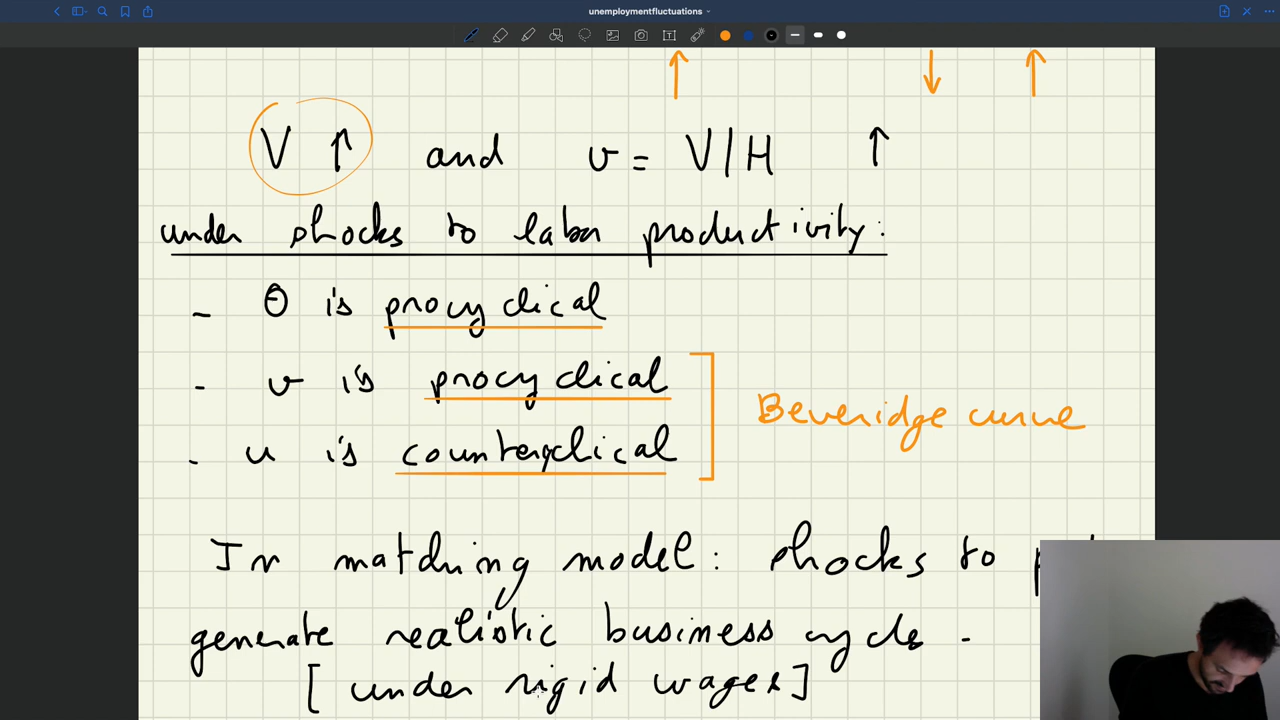 unemploymentfluctuations
V ↑ and v = V/H ↑
under shocks to labor productivity:
- θ is procyclical
- v is procyclical
- u is countercyclical
Beveridge curve
In matching model: shocks to
generate realistic business cycle -
[under rigid wages]